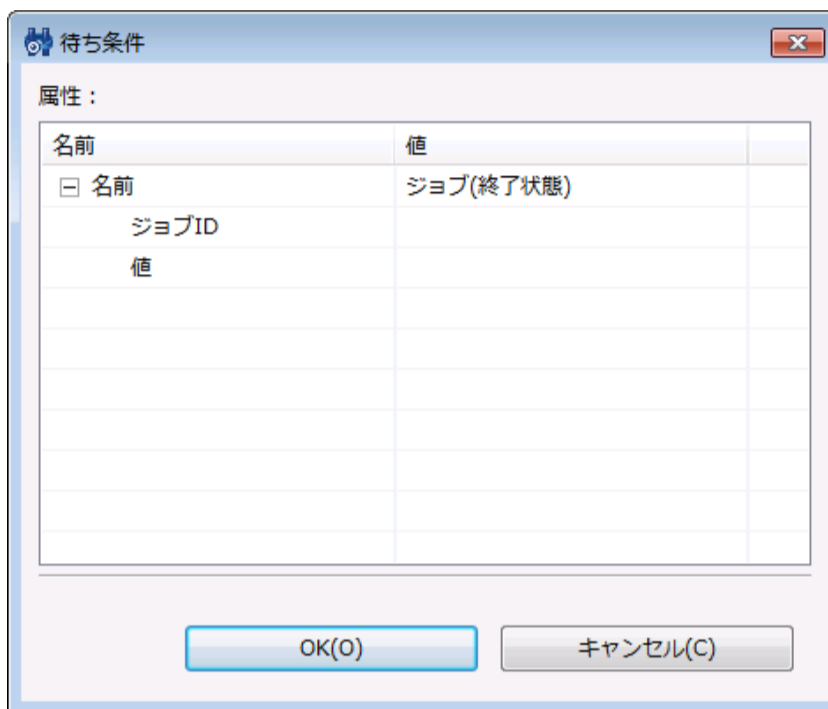 待ち条件
属性：
名前 値
名前 ジョブ(終了状態)
ジョブID
値
OK(O) キャンセル(C)